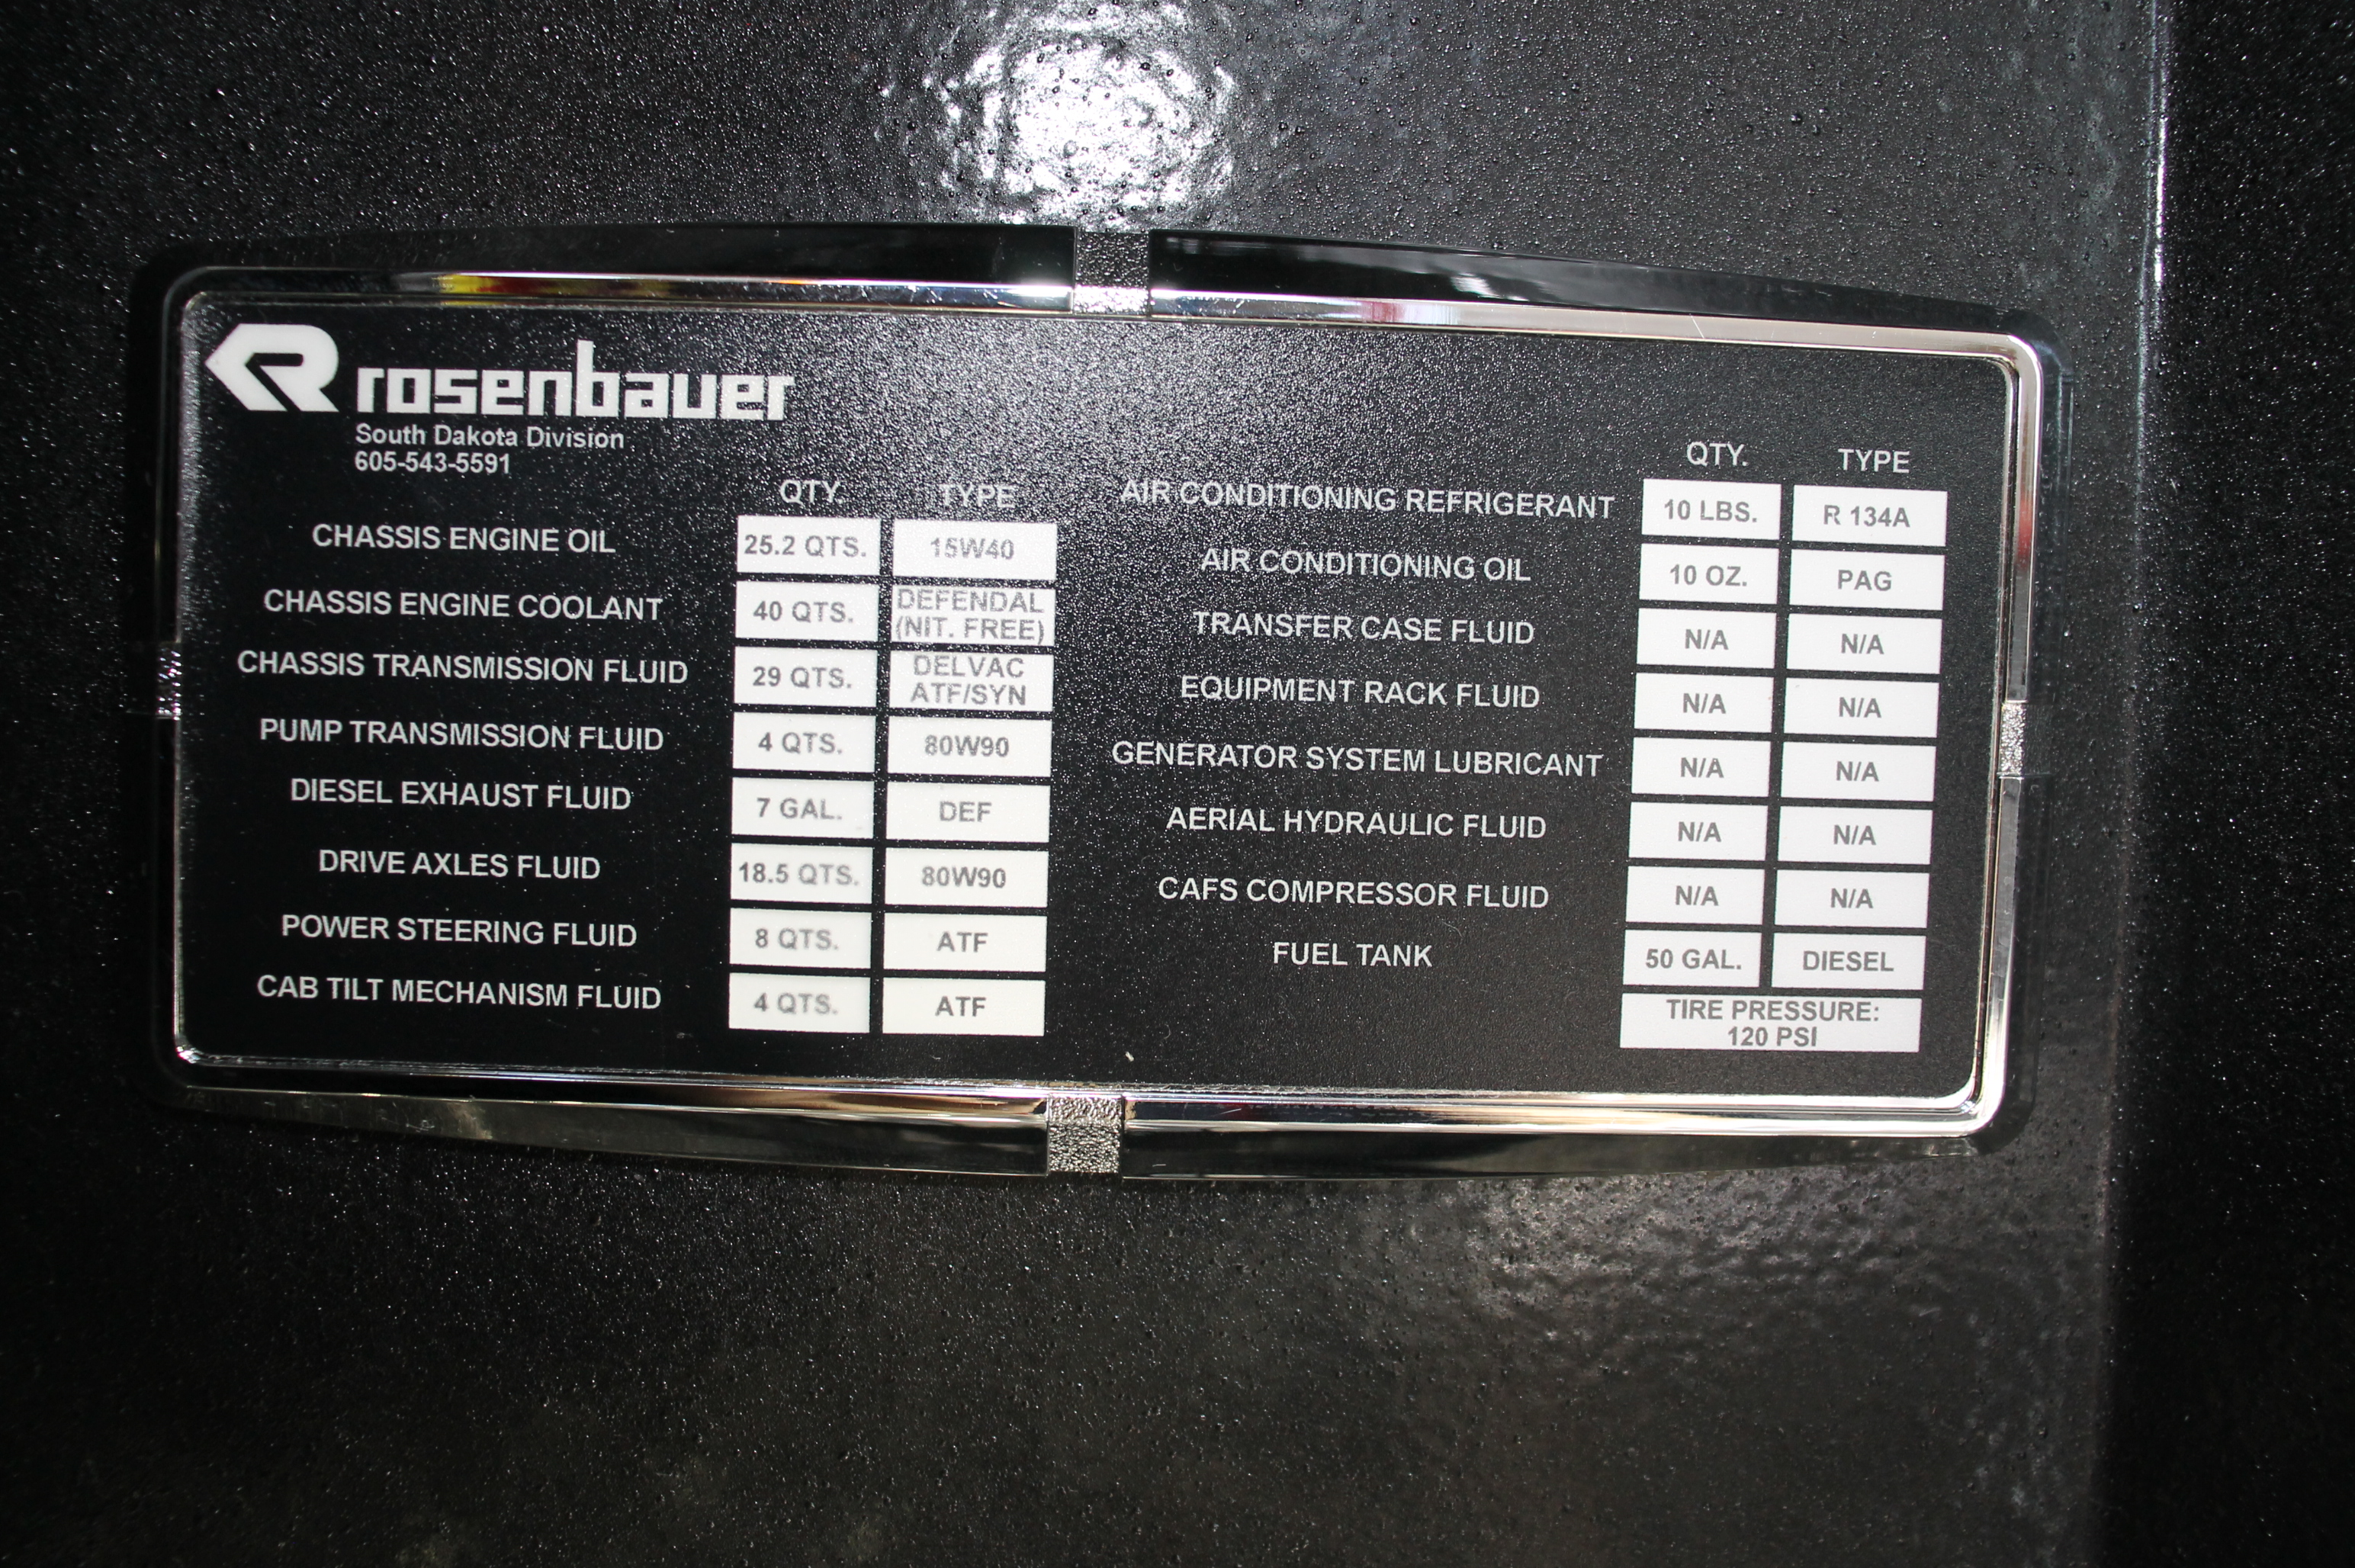 rosenbauer
South Dakota Division
605-543-5591
QTY. TYPE
CHASSIS ENGINE OIL 25.2 QTS. 15W40
CHASSIS ENGINE COOLANT 40 QTS. DEFENDAL
(NIT. FREE)
CHASSIS TRANSMISSION FLUID 29 QTS. DELVAC
ATF/SYN
PUMP TRANSMISSION FLUID 4 QTS. 80W90
DIESEL EXHAUST FLUID 7 GAL. DEF
DRIVE AXLES FLUID 18.5 QTS. 80W90
POWER STEERING FLUID 8 QTS. ATF
CAB TILT MECHANISM FLUID 4 QTS. ATF
QTY. TYPE
AIR CONDITIONING REFRIGERANT 10 LBS. R 134A
AIR CONDITIONING OIL 10 OZ. PAG
TRANSFER CASE FLUID N/A N/A
EQUIPMENT RACK FLUID N/A N/A
GENERATOR SYSTEM LUBRICANT N/A N/A
AERIAL HYDRAULIC FLUID N/A N/A
CAFS COMPRESSOR FLUID N/A N/A
FUEL TANK 50 GAL. DIESEL
TIRE PRESSURE:
120 PSI